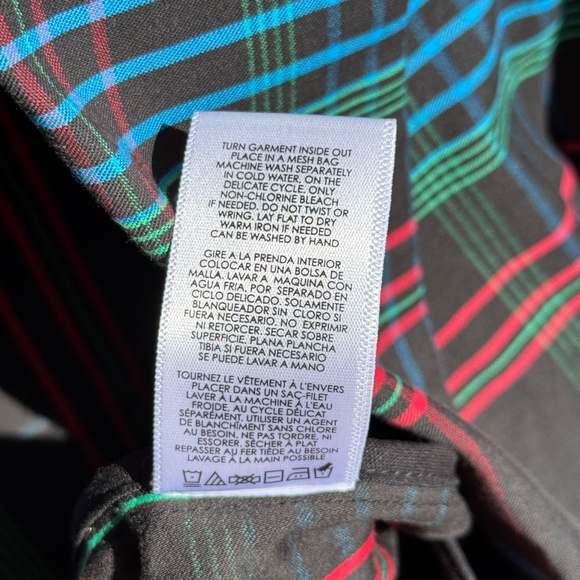 TURN GARMENT INSIDE OUT
PLACE IN A MESH BAG
MACHINE WASH SEPARATELY
IN COLD WATER, ON THE
DELICATE CYCLE. ONLY
NON-CHLORINE BLEACH
IF NEEDED. DO NOT TWIST OR
WRING. LAY FLAT TO DRY
WARM IRON IF NEEDED
CAN BE WASHED BY HAND
GIRE A LA PRENDA INTERIOR
COLOCAR EN UNA BOLSA DE
MALLA. LAVAR A MAQUINA CON
AGUA FRIA, POR SEPARADO EN
CICLO DELICADO. SOLAMENTE
BLANQUEADOR SIN CLORO SI
FUERA NECESARIO. NO EXPRIMIR
NI RETORCER. SECAR SOBRE
SUPERFICIE. PLANA PLANCHA
TIBIA SI FUERA NECESARIO
SE PUEDE LAVAR A MANO
TOURNEZ LE VÊTEMENT À L'ENVERS
PLACER DANS UN SAC-FILET
LAVER À LA MACHINE À L'EAU
FROIDE, AU CYCLE DÉLICAT
SÉPARÉMENT. UTILISER UN AGENT
DE BLANCHIMENT SANS CHLORE
AU BESOIN, NE PAS TORDRE, NI
ESSORER. SÉCHER À PLAT
REPASSER AU FER TIÈDE AU BESOIN
LAVAGE À LA MAIN POSSIBLE